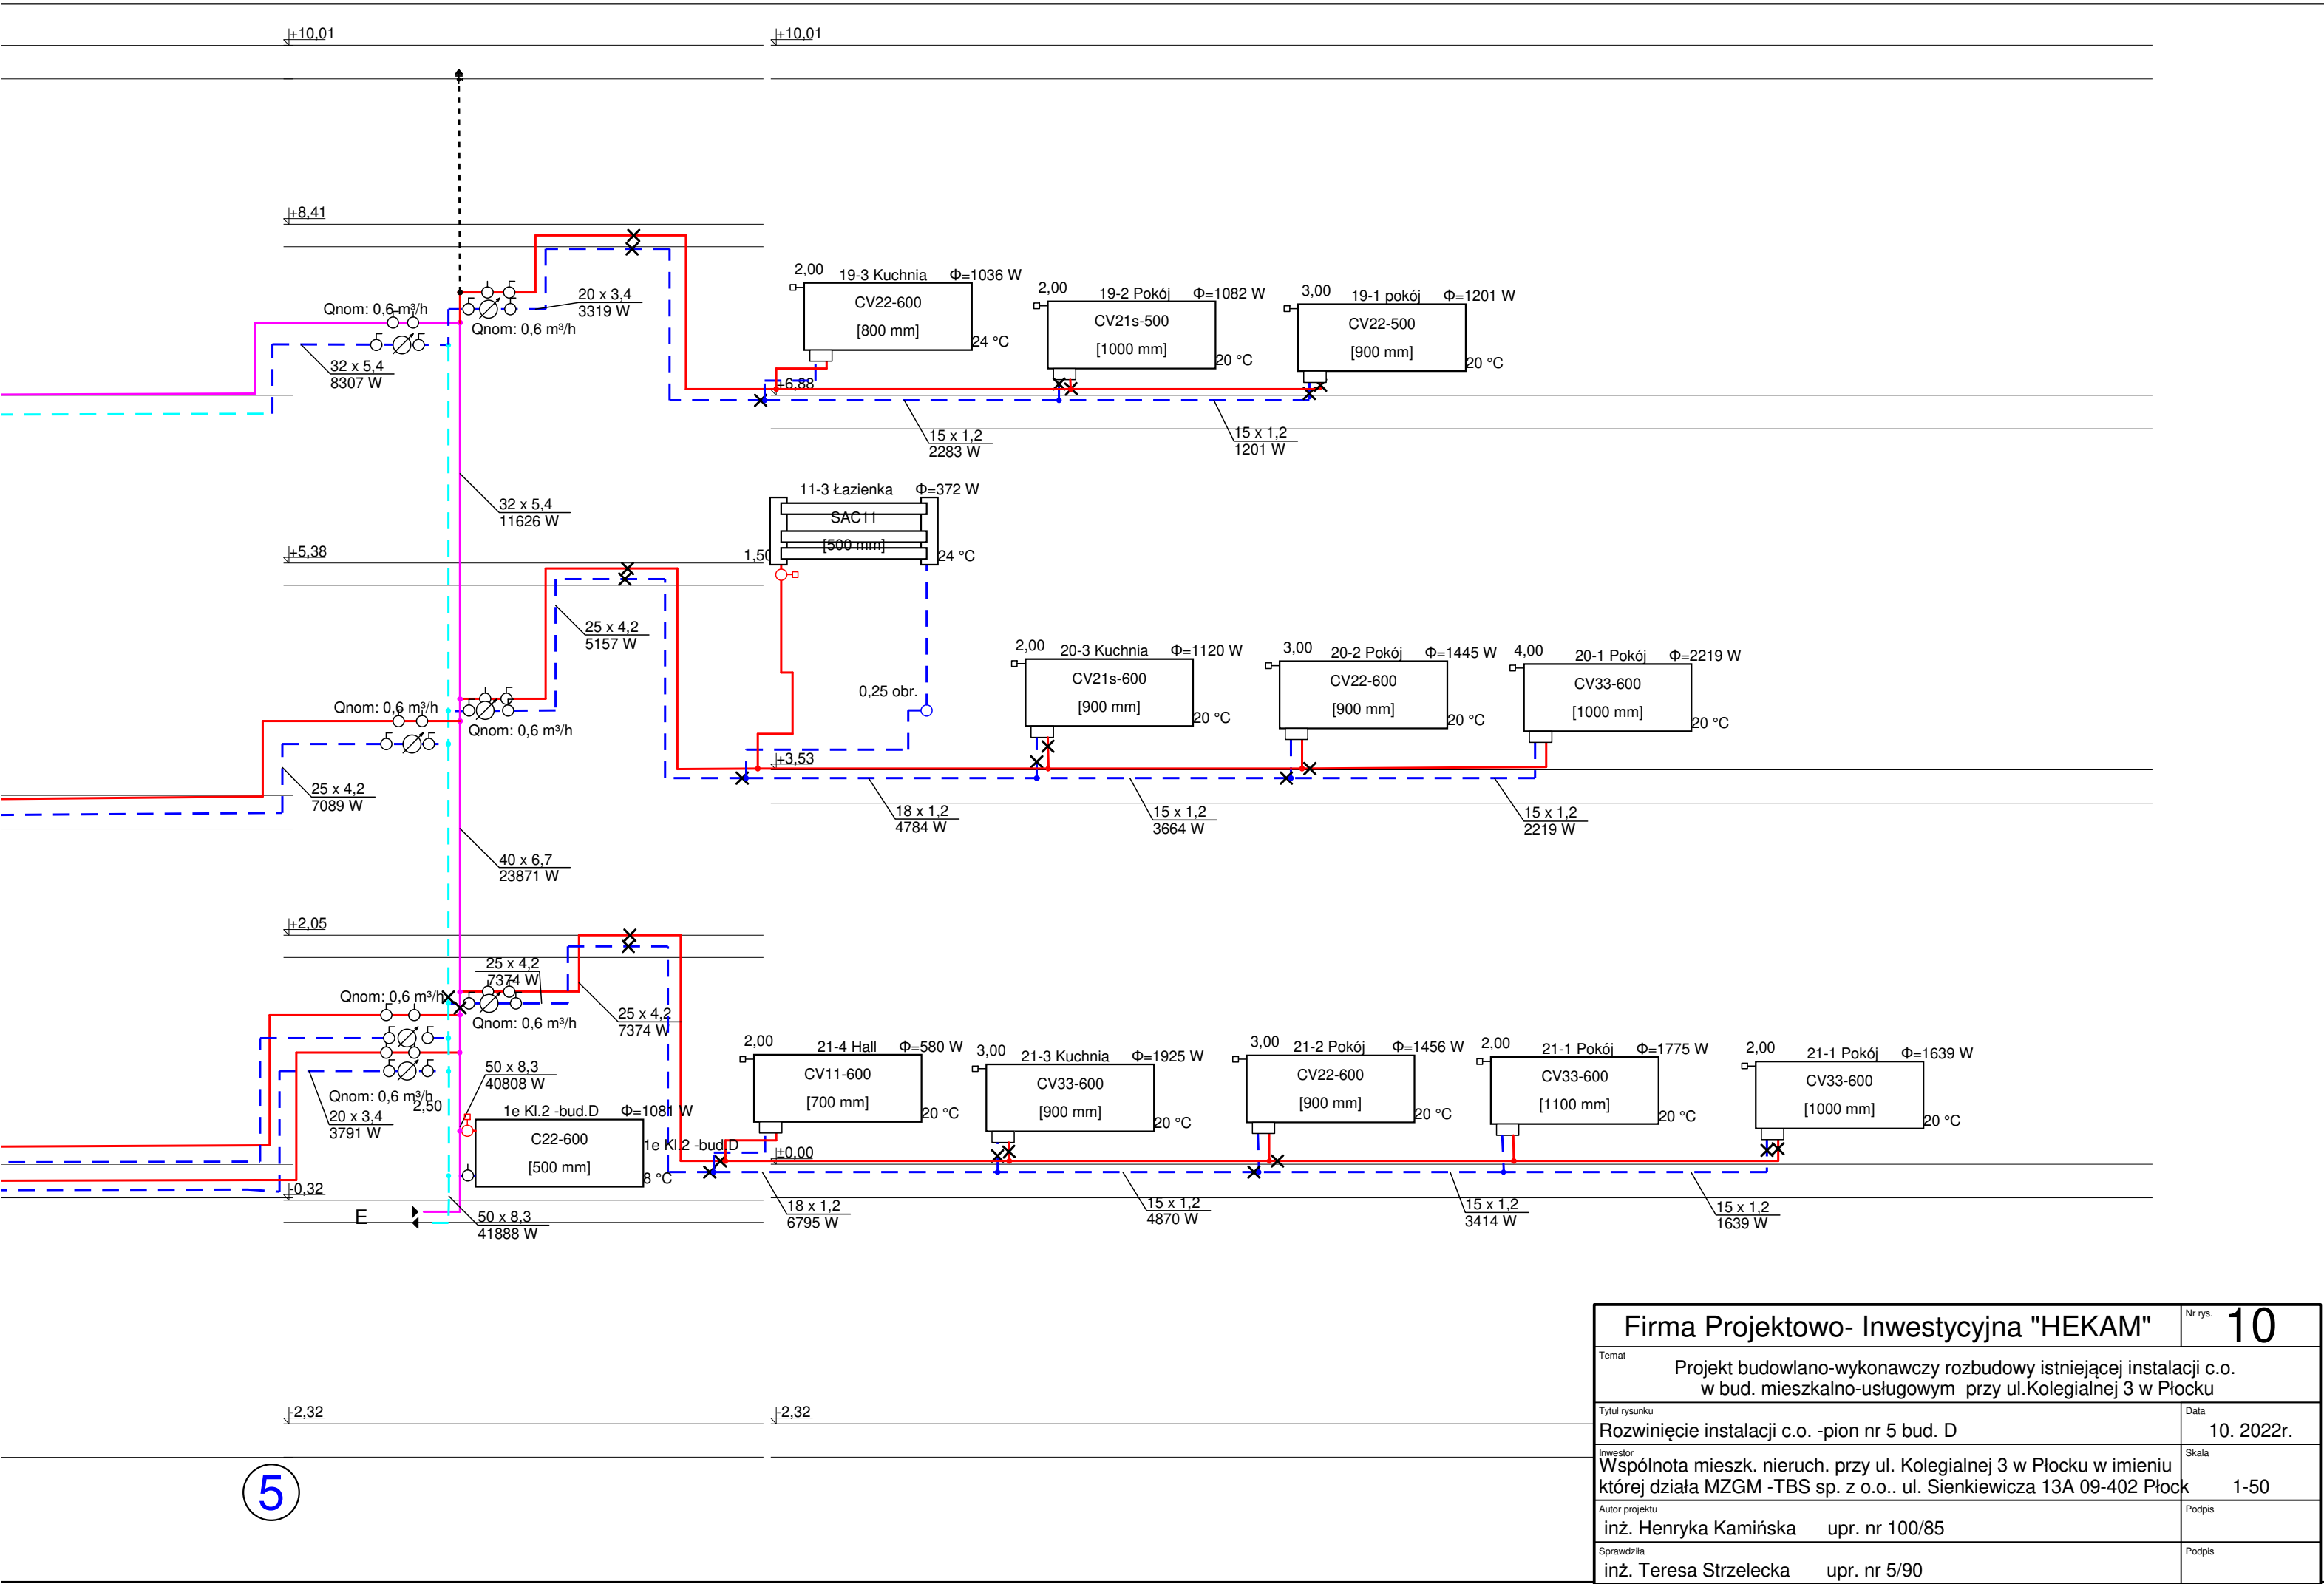 +10,01
+10,01
+8,41
2,00 19-3 Kuchnia Φ=1036 W
CV22-600
[800 mm]
24 °C
2,00 19-2 Pokój Φ=1082 W
CV21s-500
[1000 mm]
20 °C
3,00 19-1 pokój Φ=1201 W
CV22-500
[900 mm]
20 °C
Qnom: 0,6 m³/h
20 x 3,4
3319 W
Qnom: 0,6 m³/h
32 x 5,4
8307 W
+6,88
15 x 1,2
2283 W
15 x 1,2
1201 W
32 x 5,4
11626 W
11-3 Łazienka Φ=372 W
SAC11
[500 mm]
1,50
24 °C
+5,38
25 x 4,2
5157 W
2,00 20-3 Kuchnia Φ=1120 W
CV21s-600
[900 mm]
20 °C
3,00 20-2 Pokój Φ=1445 W
CV22-600
[900 mm]
20 °C
4,00 20-1 Pokój Φ=2219 W
CV33-600
[1000 mm]
20 °C
0,25 obr.
Qnom: 0,6 m³/h
Qnom: 0,6 m³/h
+3,53
25 x 4,2
7089 W
18 x 1,2
4784 W
15 x 1,2
3664 W
15 x 1,2
2219 W
40 x 6,7
23871 W
+2,05
25 x 4,2
7374 W
Qnom: 0,6 m³/h
Qnom: 0,6 m³/h
25 x 4,2
7374 W
2,00 21-4 Hall Φ=580 W
CV11-600
[700 mm]
20 °C
3,00 21-3 Kuchnia Φ=1925 W
CV33-600
[900 mm]
20 °C
3,00 21-2 Pokój Φ=1456 W
CV22-600
[900 mm]
20 °C
2,00 21-1 Pokój Φ=1775 W
CV33-600
[1100 mm]
20 °C
2,00 21-1 Pokój Φ=1639 W
CV33-600
[1000 mm]
20 °C
50 x 8,3
40808 W
Qnom: 0,6 m³/h
2,50
20 x 3,4
3791 W
1e Kl.2 -bud.D Φ=1081 W
C22-600
[500 mm]
1e Kl.2 -bud.D
8 °C
±0,00
-0,32
E
50 x 8,3
41888 W
18 x 1,2
6795 W
15 x 1,2
4870 W
15 x 1,2
3414 W
15 x 1,2
1639 W
-2,32
-2,32
5
Firma Projektowo- Inwestycyjna "HEKAM"
Nr rys. 10
Temat
Projekt budowlano-wykonawczy rozbudowy istniejącej instalacji c.o.
w bud. mieszkalno-usługowym przy ul.Kolegialnej 3 w Płocku
Tytuł rysunku
Rozwinięcie instalacji c.o. -pion nr 5 bud. D
Data
10. 2022r.
Inwestor
Wspólnota mieszk. nieruch. przy ul. Kolegialnej 3 w Płocku w imieniu
której działa MZGM -TBS sp. z o.o.. ul. Sienkiewicza 13A 09-402 Płock
Skala
1-50
Autor projektu
inż. Henryka Kamińska upr. nr 100/85
Podpis
Sprawdziła
inż. Teresa Strzelecka upr. nr 5/90
Podpis